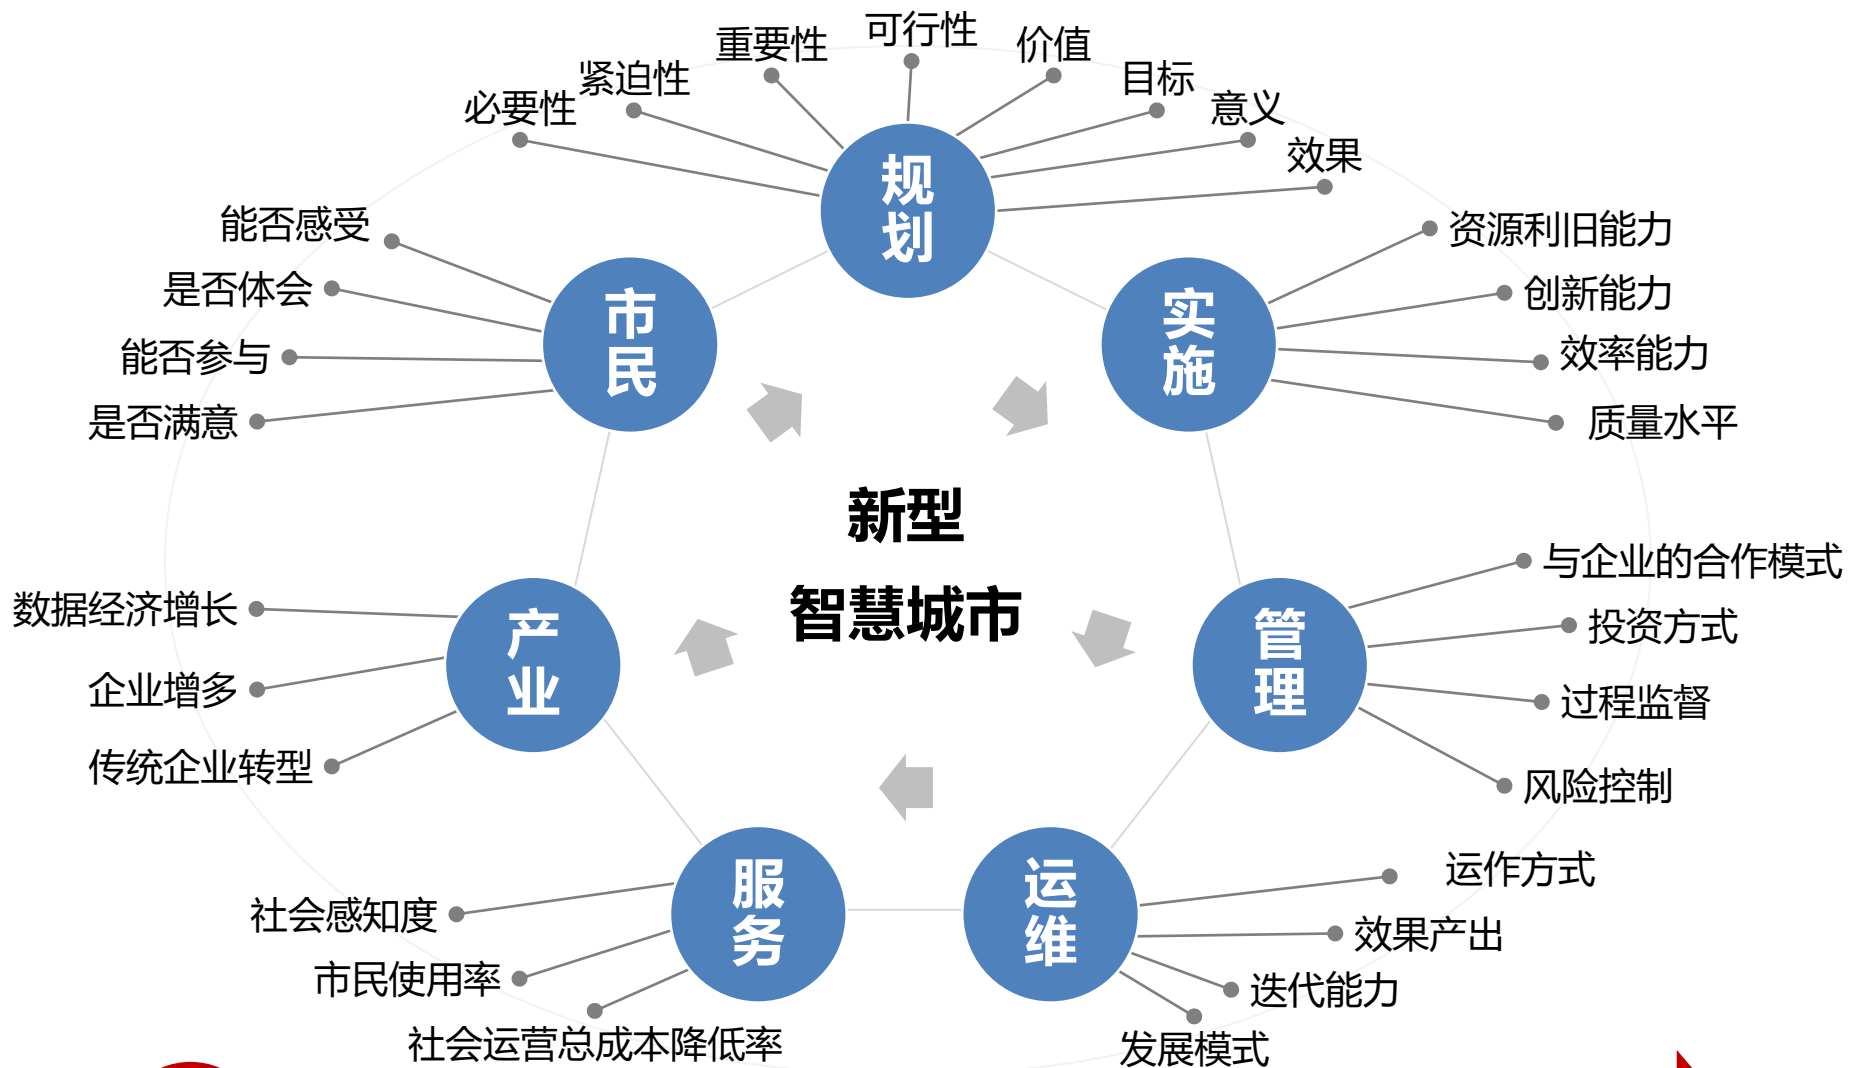 可行性
重要性
价值
紧迫性
目标
必要性
意义
效果
规划
能否感受
是否体会
能否参与
是否满意
市民
资源利旧能力
创新能力
效率能力
质量水平
实施
新型
智慧城市
与企业的合作模式
投资方式
过程监督
风险控制
管理
数据经济增长
企业增多
传统企业转型
产业
运作方式
效果产出
迭代能力
发展模式
运维
社会感知度
市民使用率
社会运营总成本降低率
服务